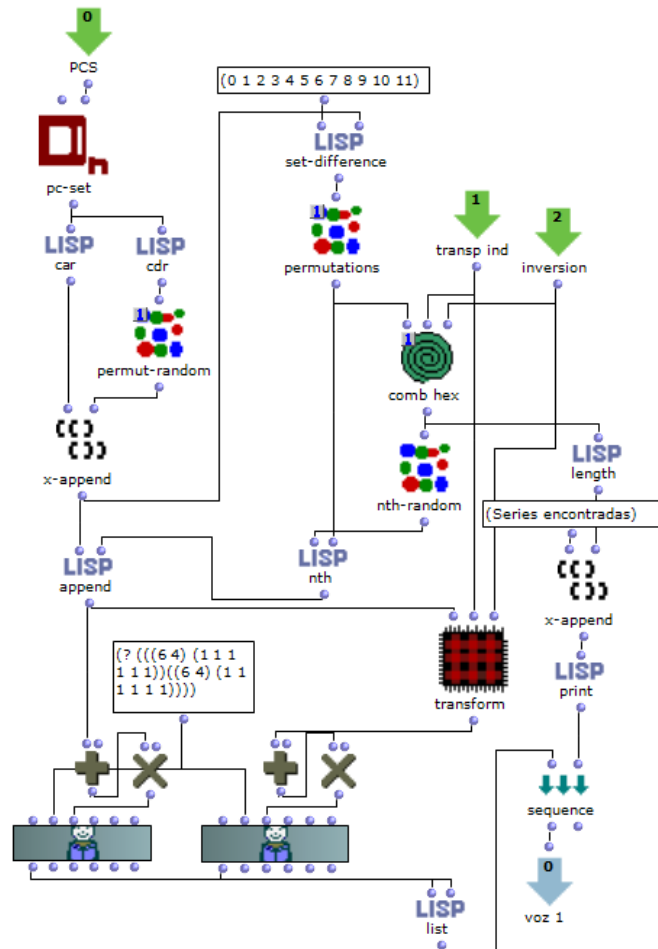 0
PCS
(0 1 2 3 4 5 6 7 8 9 10 11)
LISP
set-difference
n
pc-set
1
permutations
1
transp ind
2
inversion
LISP
car
LISP
cdr
1
permut-random
1
comb hex
x-append
nth-random
LISP
length
(Series encontradas)
LISP
append
LISP
nth
x-append
(? (((6 4) (1 1 1
1 1 1))((6 4) (1 1
1 1 1 1))))
transform
LISP
print
sequence
0
voz 1
LISP
list